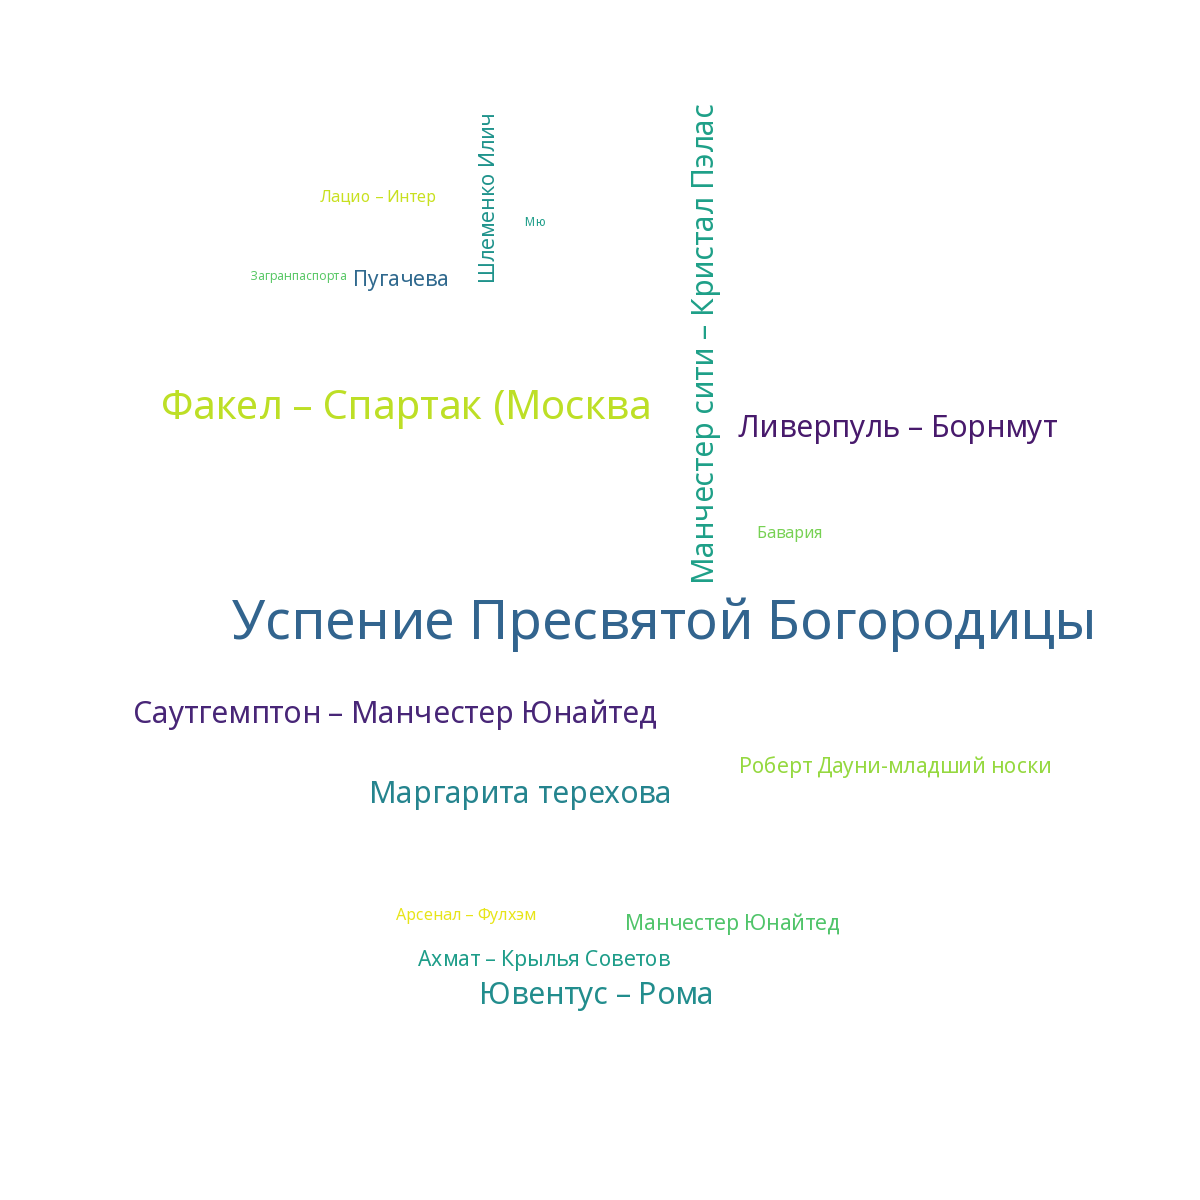 Манчестер сити – Кристал Пэлас
Шлеменко Илич
Лацио – Интер
Мю
Загранпаспорта
Пугачева
Факел – Спартак (Москва
Ливерпуль – Борнмут
Бавария
Успение Пресвятой Богородицы
Саутгемптон – Манчестер Юнайтед
Роберт Дауни-младший носки
Маргарита терехова
Арсенал – Фулхэм
Манчестер Юнайтед
Ахмат – Крылья Советов
Ювентус – Рома